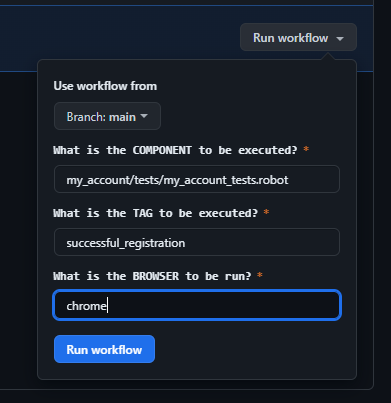 Run workflow
Use workflow from
Branch: main
What is the COMPONENT to be executed? *
my_account/tests/my_account_tests.robot
What is the TAG to be executed? *
successful_registration
What is the BROWSER to be run? *
chrome
Run workflow